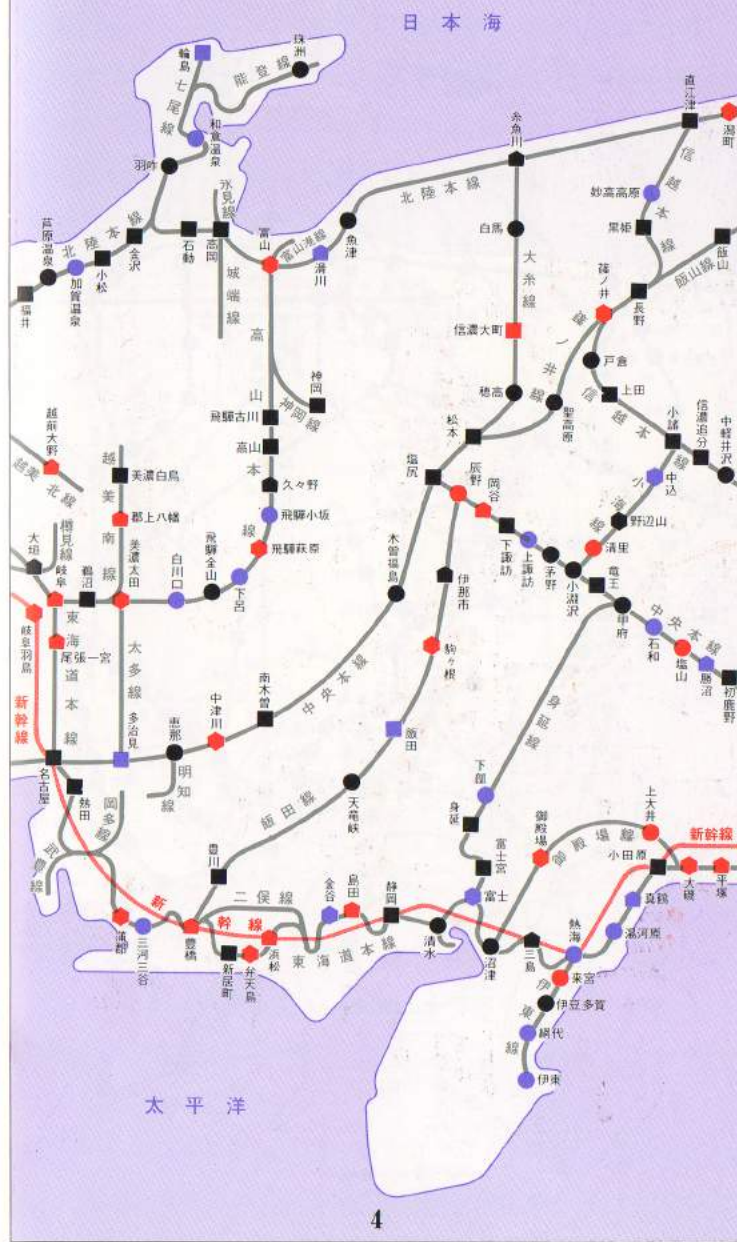 日本海
輪島
珠洲
能登線
七尾線
和倉温泉
羽咋
氷見線
直江津
潟町
糸魚川
北陸本線
信越本線
妙高高原
黒姫
飯山
飯山線
長野
芦原温泉
北陸本線
福井
加賀温泉
小松
金沢
石動
高岡
城端線
富山
富山港線
滑川
魚津
白馬
大糸線
信濃大町
穂高
篠ノ井
篠ノ井線
戸倉
上田
信越本線
小諸
信濃追分
中軽井沢
聖高原
松本
高山本線
神岡
神岡線
飛騨古川
高山
久々野
飛騨小坂
飛騨萩原
下呂
飛騨金山
白川口
越前大野
越美北線
越美南線
美濃白鳥
郡上八幡
美濃太田
樽見線
大垣
岐阜
鵜沼
岐阜羽島
新幹線
東海道本線
尾張一宮
太多線
多治見
塩尻
辰野
岡谷
下諏訪
上諏訪
茅野
小淵沢
小海線
中込
野辺山
清里
竜王
甲府
中央本線
石和
塩山
勝沼
初鹿野
木曽福島
伊那市
駒ヶ根
南木曽
中央本線
中津川
恵那
明知線
飯田
天竜峡
飯田線
身延線
下部
身延
富士宮
富士
名古屋
熱田
岡多線
武豊線
豊川
二俣線
新幹線
蒲郡
三河三谷
豊橋
新居町
弁天島
浜松
東海道本線
金谷
島田
静岡
清水
沼津
三島
御殿場
御殿場線
上大井
小田原
新幹線
大磯
平塚
真鶴
湯河原
熱海
来宮
伊東線
伊豆多賀
網代
伊東
太平洋
4